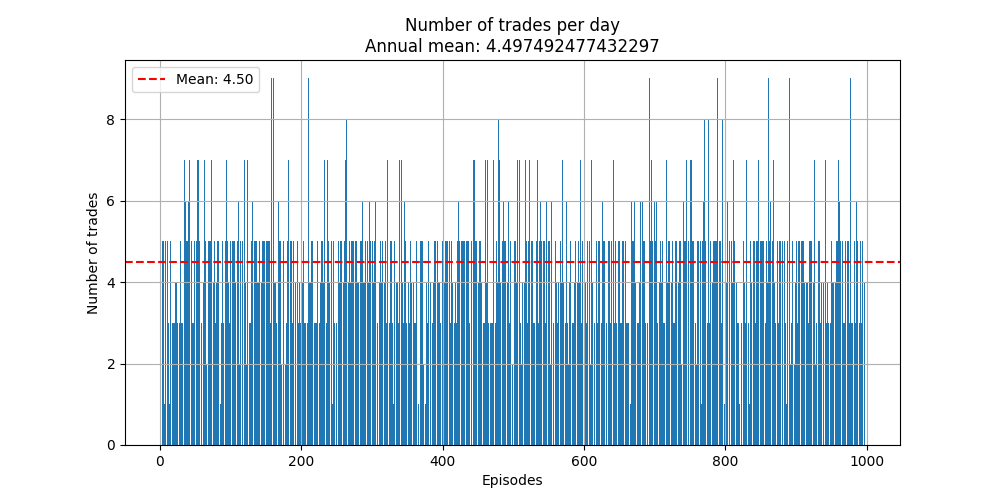 Number of trades per day
Annual mean: 4.497492477432297
Mean: 4.50
8
6
4
2
0
Number of trades
0 200 400 600 800 1000
Episodes